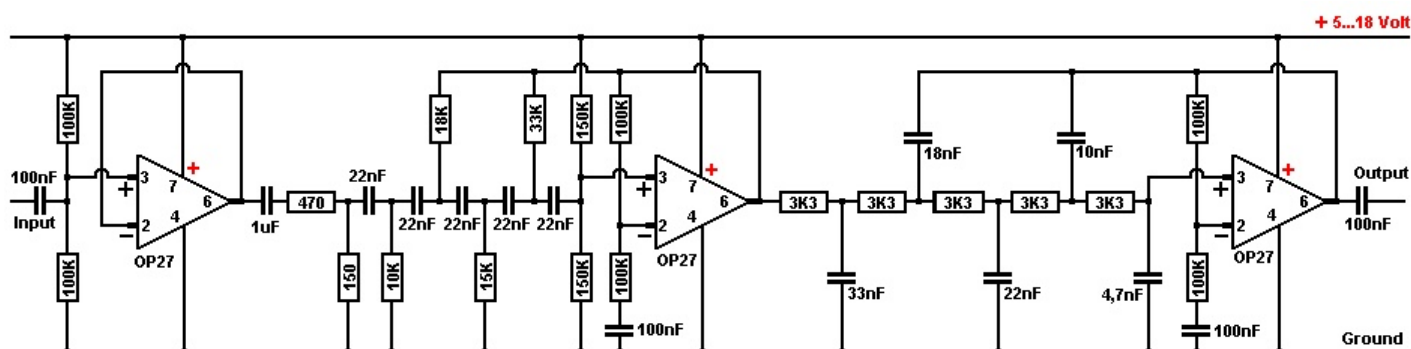 + 5...18 Volt
100K
18K
33K
150K
100K
100K
18nF
10nF
100nF
Input
+
3
7
+
6
2
4
−
OP27
1uF
470
22nF
22nF
22nF
22nF
22nF
+
3
7
+
6
2
4
−
OP27
3K3
3K3
3K3
3K3
3K3
+
3
7
+
6
2
4
−
OP27
Output
100nF
100K
150
10K
15K
150K
100K
33nF
22nF
4,7nF
100K
100nF
100nF
Ground